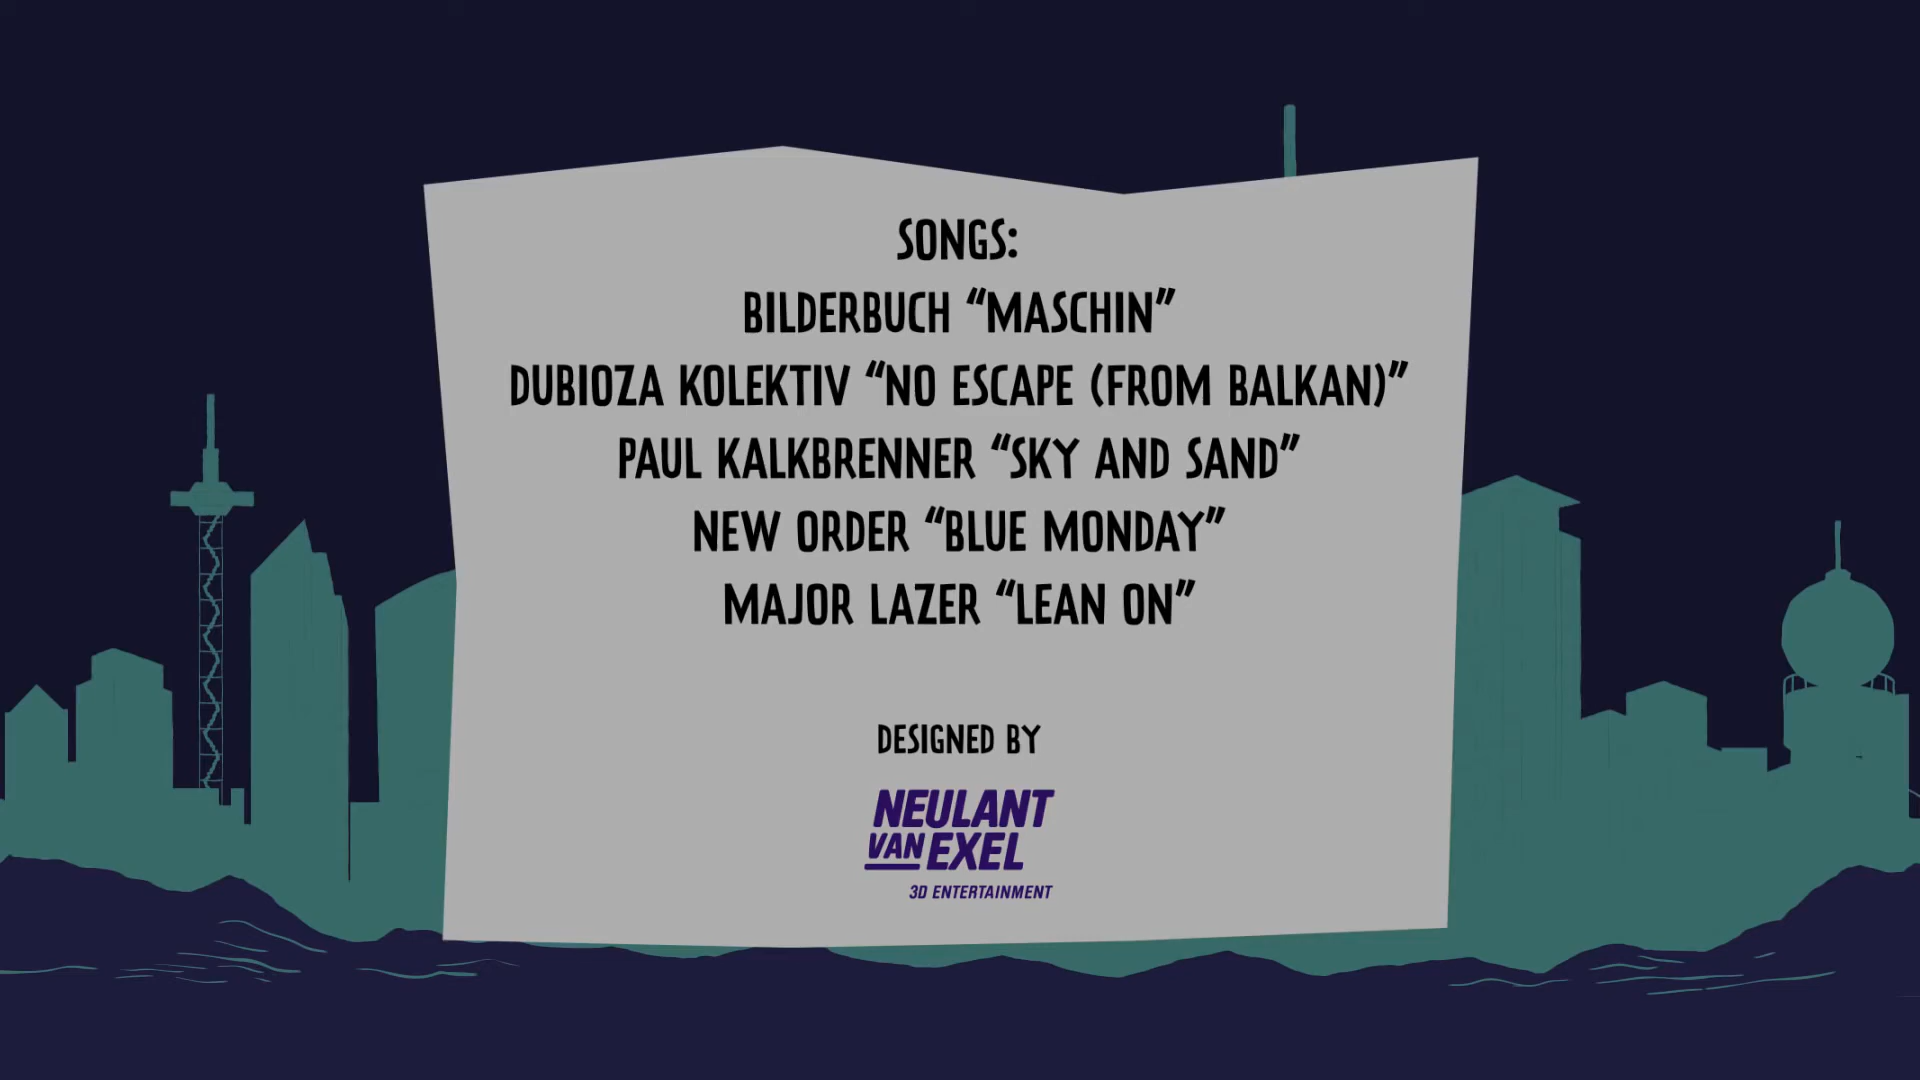 SONGS:
BILDERBUCH “MASCHIN”
DUBIOZA KOLEKTIV “NO ESCAPE (FROM BALKAN)”
PAUL KALKBRENNER “SKY AND SAND”
NEW ORDER “BLUE MONDAY”
MAJOR LAZER “LEAN ON”
DESIGNED BY
NEULANT
VAN EXEL
3D ENTERTAINMENT